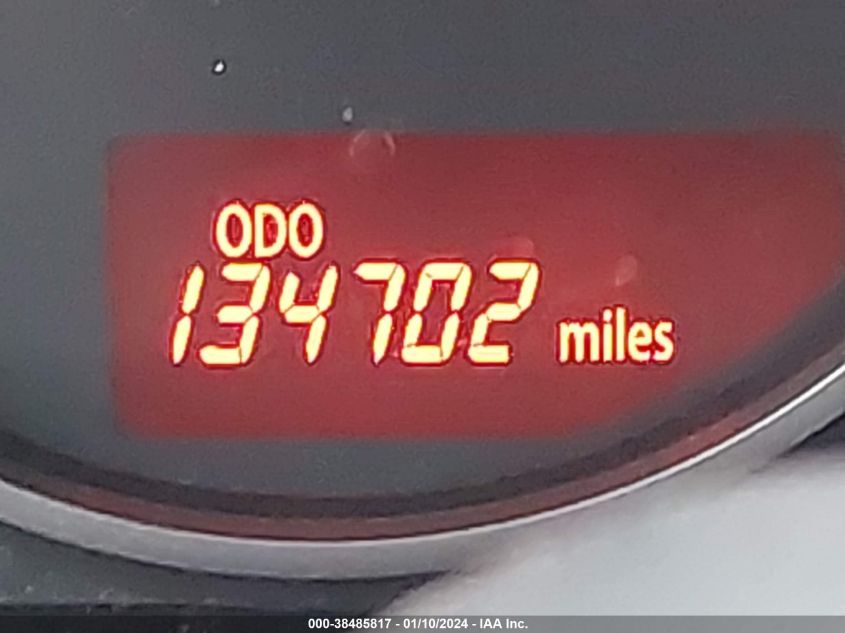 ODO
134702 miles
000-38485817 - 01/10/2024 - IAA Inc.